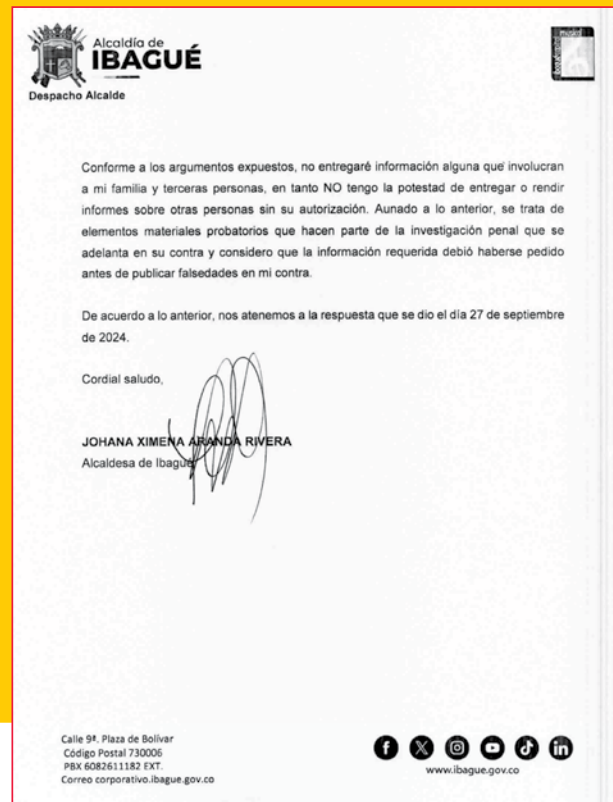 Alcaldía de
IBAGUÉ
Despacho Alcalde
Conforme a los argumentos expuestos, no entregaré información alguna que involucran
a mi familia y terceras personas, en tanto NO tengo la potestad de entregar o rendir
informes sobre otras personas sin su autorización. Aunado a lo anterior, se trata de
elementos materiales probatorios que hacen parte de la investigación penal que se
adelanta en su contra y considero que la información requerida debió haberse pedido
antes de publicar falsedades en mi contra.
De acuerdo a lo anterior, nos atenemos a la respuesta que se dio el día 27 de septiembre
de 2024.
Cordial saludo,
JOHANA XIMENA ARANDA RIVERA
Alcaldesa de Ibagué
Calle 9ª. Plaza de Bolívar
Código Postal 730006
PBX 6082611182 EXT.
Correo corporativo.ibague.gov.co
www.ibague.gov.co